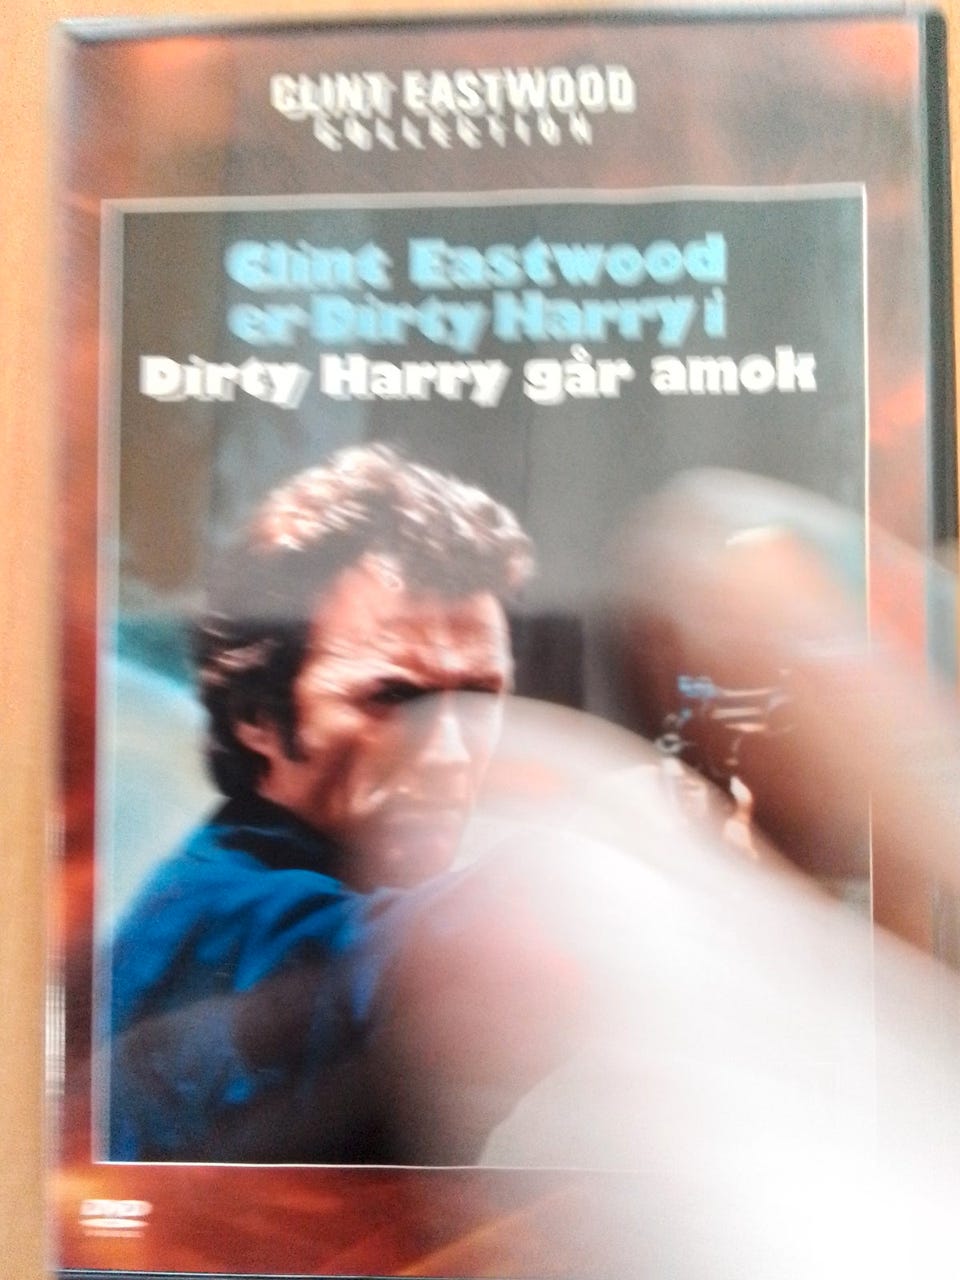 CLINT EASTWOOD
COLLECTION
Clint Eastwood
er Dirty Harry i
Dirty Harry går amok
DVD